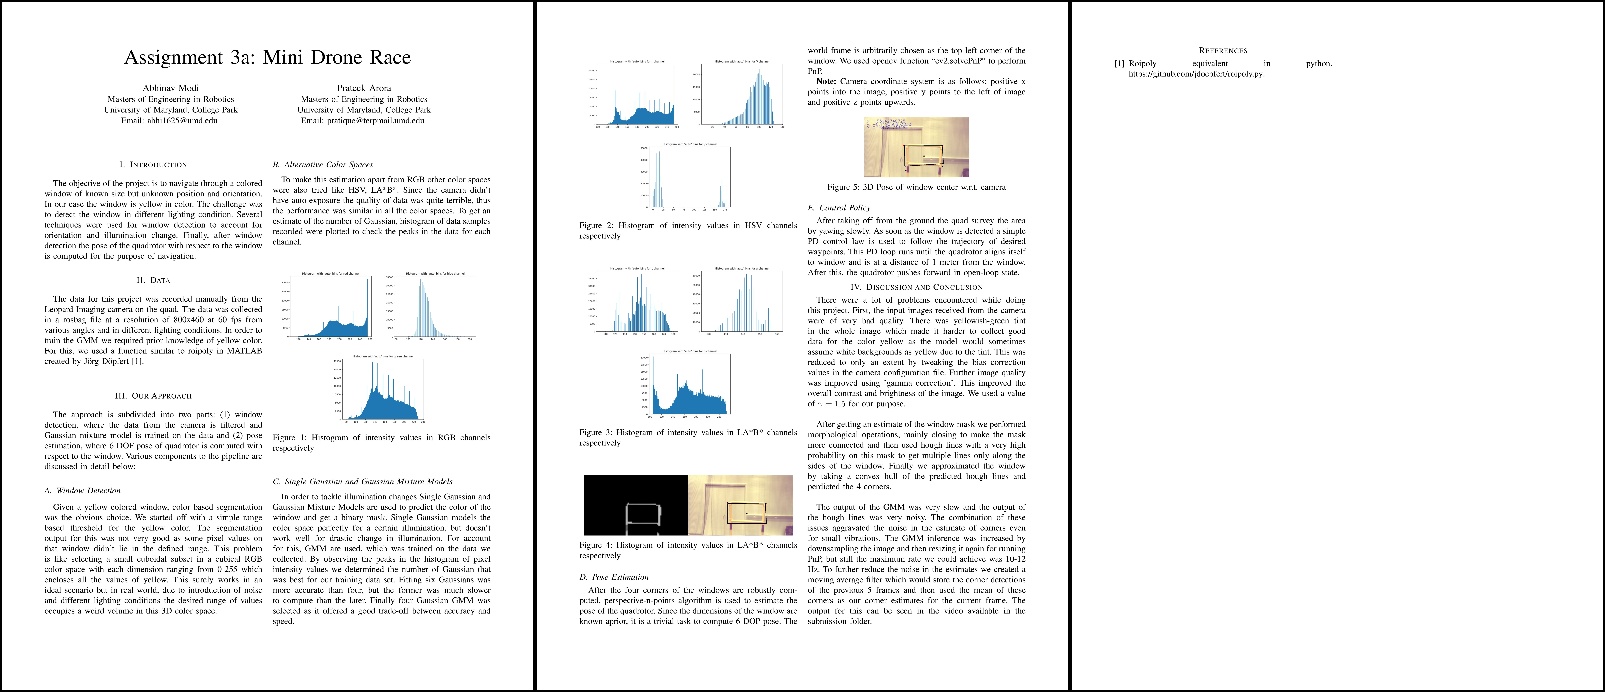 Assignment 3a: Mini Drone Race
Abhinav Modi
Masters of Engineering in Robotics
University of Maryland, College Park
Email: abhi1625@umd.edu
Prateek Arora
Masters of Engineering in Robotics
University of Maryland, College Park
Email: pratique@terpmail.umd.edu
I. Introduction
The objective of the project is to navigate through a colored
window of known size but unknown position and orientation.
In our case the window is yellow in color. The challenge was
to detect the window in different lighting condition. Several
techniques were used for window detection to account for
orientation and illumination change. Finally, after window
detection the pose of the quadrotor with respect to the window
is computed for the purpose of navigation.
II. Data
The data for this project was recorded manually from the
Leopard Imaging camera on the quad. The data was collected
in a rosbag file at a resolution of 800x460 at 60 fps from
various angles and in different lighting conditions. In order to
train the GMM we required prior knowledge of yellow color.
For this, we used a function similar to roipoly in MATLAB
created by Jörg Döpfert [1].
III. Our Approach
The approach is subdivided into two parts: (1) window
detection, where the data from the camera is filtered and
Gaussian mixture model is trained on the data and (2) pose
estimation, where 6 DOF pose of quadrotor is computed with
respect to the window. Various components to the pipeline are
discussed in detail below:
A. Window Detection
Given a yellow colored window, color based segmentation
was the obvious choice. We started off with a simple range
based threshold for the yellow color. The segmentation
output for this was not very good as some pixel values on
that window didn't lie in the defined range. This problem
is like selecting a small cuboidal subset in a cubical RGB
color space with each dimension ranging from 0-255 which
encloses all the values of yellow. This surely works in an
ideal scenario but in real world, due to introduction of noise
and different lighting conditions the desired range of values
occupies a weird volume in this 3D color space.
B. Alternative Color Spaces
To make this estimation apart from RGB other color spaces
were also tried like HSV, LA*B*. Since the camera didn't
have auto exposure the quality of data was quite terrible, thus
the performance was similar in all the color spaces. To get an
estimate of the number of Gaussian, histogram of data samples
recorded were plotted to check the peaks in the data for each
channel.
Figure 1: Histogram of intensity values in RGB channels
respectively
C. Single Gaussian and Gaussian Mixture Models
In order to tackle illumination changes Single Gaussian and
Gaussian Mixture Models are used to predict the color of the
window and get a binary mask. Single Gaussian models the
color space perfectly for a certain illumination, but doesn't
work well for drastic change in illumination. For account
for this, GMM are used, which was trained on the data we
collected. By observing the peaks in the histogram of pixel
intensity values we determined the number of Gaussian that
was best for our training data set. Fitting six Gaussians was
more accurate than four, but the former was much slower
to compute than the later. Finally four Gaussian GMM was
selected as it offered a good trade-off between accuracy and
speed.
Figure 2: Histogram of intensity values in HSV channels
respectively
Figure 3: Histogram of intensity values in LA*B* channels
respectively
Figure 4: Histogram of intensity values in LA*B* channels
respectively
D. Pose Estimation
After the four corners of the windows are robustly com-
puted, perspective-n-points algorithm is used to estimate the
pose of the quadrotor. Since the dimensions of the window are
known aprior, it is a trivial task to compute 6 DOF pose. The
world frame is arbitrarily chosen as the top left corner of the
window. We used opencv function "cv2.solvePnP" to perform
PnP.
Note: Camera coordinate system is as follows: positive x
points into the image, positive y points to the left of image
and positive z points upwards.
Figure 5: 3D Pose of window center w.r.t. camera
E. Control Policy
After taking off from the ground the quad survey the area
by yawing slowly. As soon as the window is detected a simple
PD control law is used to follow the trajectory of desired
waypoints. This PD loop runs until the quadrotor aligns itself
to window and is at a distance of 1 meter from the window.
After this, the quadrotor pushes forward in open-loop state.
IV. Discussion and Conclusion
There were a lot of problems encountered while doing
this project. First, the input images received from the camera
were of very bad quality. There was yellowish-green tint
in the whole image which made it harder to collect good
data for the color yellow as the model would sometimes
assume white backgrounds as yellow due to the tint. This was
reduced to only an extent by tweaking the bias correction
values in the camera configuration file. Further image quality
was improved using 'gamma correction'. This improved the
overall contrast and brightness of the image. We used a value
of γ = 1.5 for our purpose.
After getting an estimate of the window mask we performed
morphological operations, mainly closing to make the mask
more connected and then used hough lines with a very high
probability on this mask to get multiple lines only along the
sides of the window. Finally we approximated the window
by taking a convex hull of the predicted hough lines and
perdicted the 4 corners.
The output of the GMM was very slow and the output of
the hough lines was very noisy. The combination of these
issues aggravated the noise in the estimate of corners even
for small vibrations. The GMM inference was increased by
downsampling the image and then resizing it again for running
PnP, but still the maximum rate we could achieve was 10-12
Hz. To further reduce the noise in the estimates we created a
moving average filter which would store the corner detections
of the previous 5 frames and then used the mean of these
corners as our corner estimates for the current frame. The
output for this can be seen in the video available in the
submission folder.
References
[1] Roipoly equivalent in python.
https://github.com/jdoepfert/roipoly.py